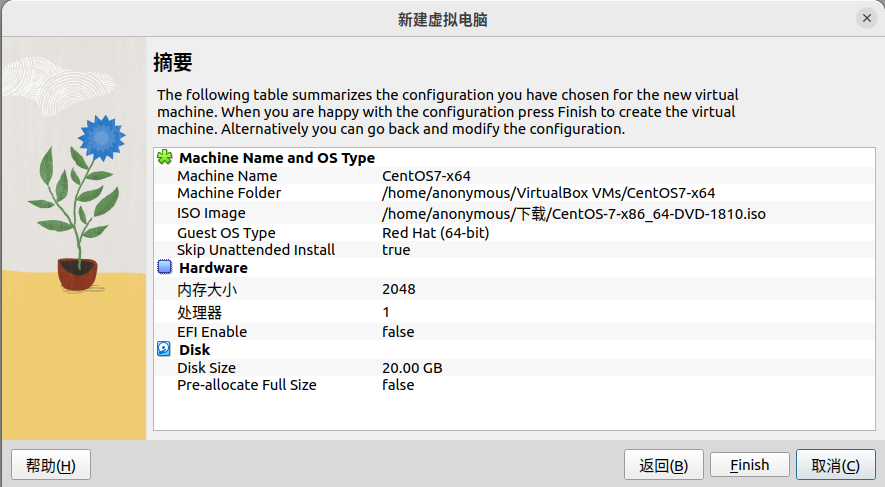 新建虚拟电脑
摘要
The following table summarizes the configuration you have chosen for the new virtual
machine. When you are happy with the configuration press Finish to create the virtual
machine. Alternatively you can go back and modify the configuration.
Machine Name and OS Type
Machine Name CentOS7-x64
Machine Folder /home/anonymous/VirtualBox VMs/CentOS7-x64
ISO Image /home/anonymous/下载/CentOS-7-x86_64-DVD-1810.iso
Guest OS Type Red Hat (64-bit)
Skip Unattended Install true
Hardware
内存大小 2048
处理器 1
EFI Enable false
Disk
Disk Size 20.00 GB
Pre-allocate Full Size false
帮助(H) 返回(B) Finish 取消(C)